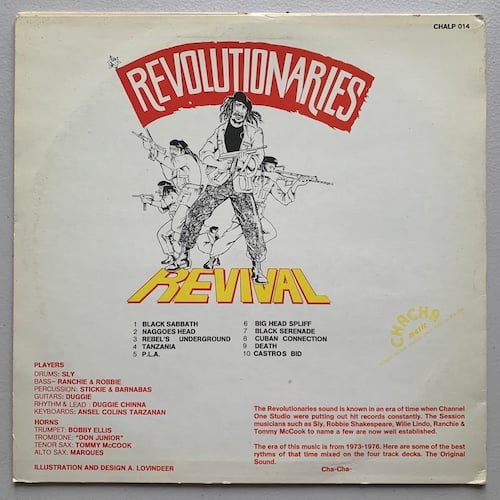 CHALP 014
REVOLUTIONARIES
REVIVAL
1 BLACK SABBATH
2 NAGGOES HEAD
3 REBEL'S UNDERGROUND
4 TANZANIA
5 P.L.A.
6 BIG HEAD SPLIFF
7 BLACK SERENADE
8 CUBAN CONNECTION
9 DEATH
10 CASTROS BID
CHACHA
music
PLAYERS
DRUMS: SLY
BASS~ RANCHIE & ROBBIE
PERCUSSION: STICKIE & BARNABAS
GUITARS: DUGGIE
RHYTHM & LEAD : DUGGIE CHINNA
KEYBOARDS: ANSEL COLINS TARZANAN
HORNS
TRUMPET: BOBBIY ELLIS
TROMBONE: "DON JUNIOR"
TENOR SAX: TOMMY McCOOK
ALTO SAX: MARQUES
ILLUSTRATION AND DESIGN A. LOVINDEER
The Revolutionaries sound is known in an era of time when Channel
One Studio were putting out hit records constantly. The Session
musicians such as Sly, Robbie Shakespeare, Wilie Lindo, Ranchie &
Tommy McCook to name a few are now well established.
The era of this music is from 1973-1976. Here are some of the best
rythms of that time mixed on the four track decks. The Original
Sound.
Cha-Cha-